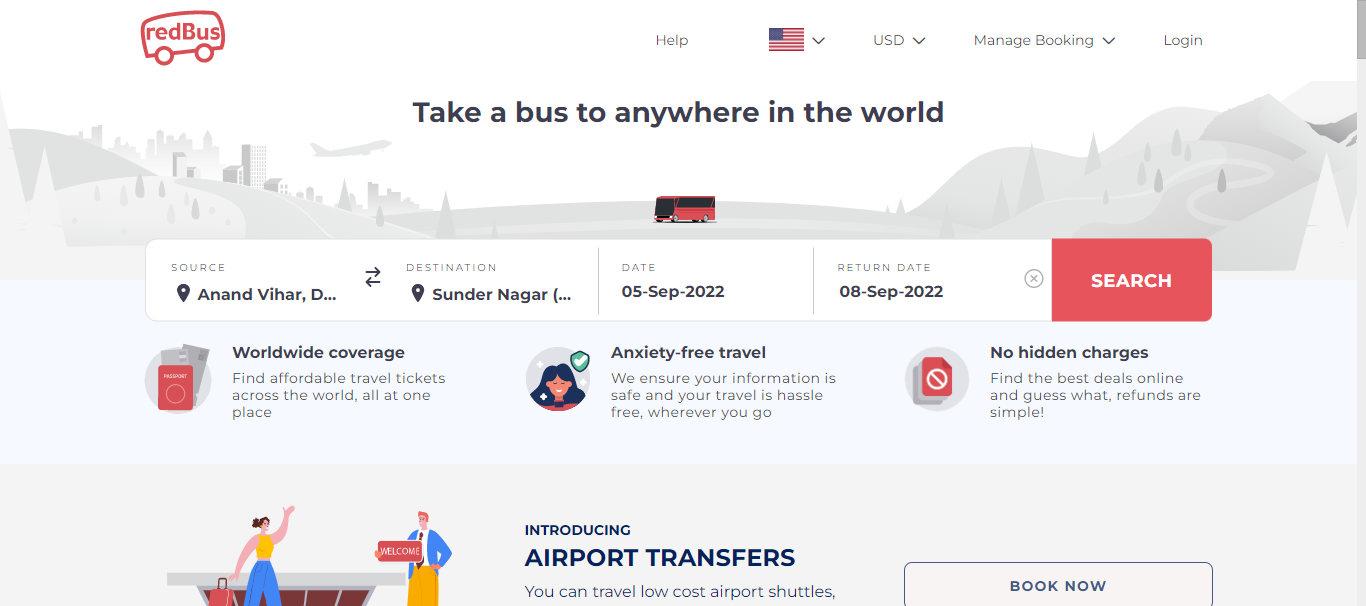 redBus
Help
USD
Manage Booking
Login
Take a bus to anywhere in the world
SOURCE
Anand Vihar, D...
DESTINATION
Sunder Nagar (...
DATE
05-Sep-2022
RETURN DATE
08-Sep-2022
SEARCH
PASSPORT
Worldwide coverage
Find affordable travel tickets
across the world, all at one
place
Anxiety-free travel
We ensure your information is
safe and your travel is hassle
free, wherever you go
No hidden charges
Find the best deals online
and guess what, refunds are
simple!
WELCOME
INTRODUCING
AIRPORT TRANSFERS
You can travel low cost airport shuttles,
BOOK NOW